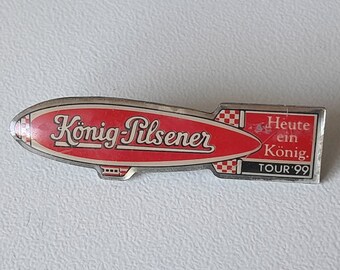 König-Pilsener
Heute
ein
König.
TOUR'99